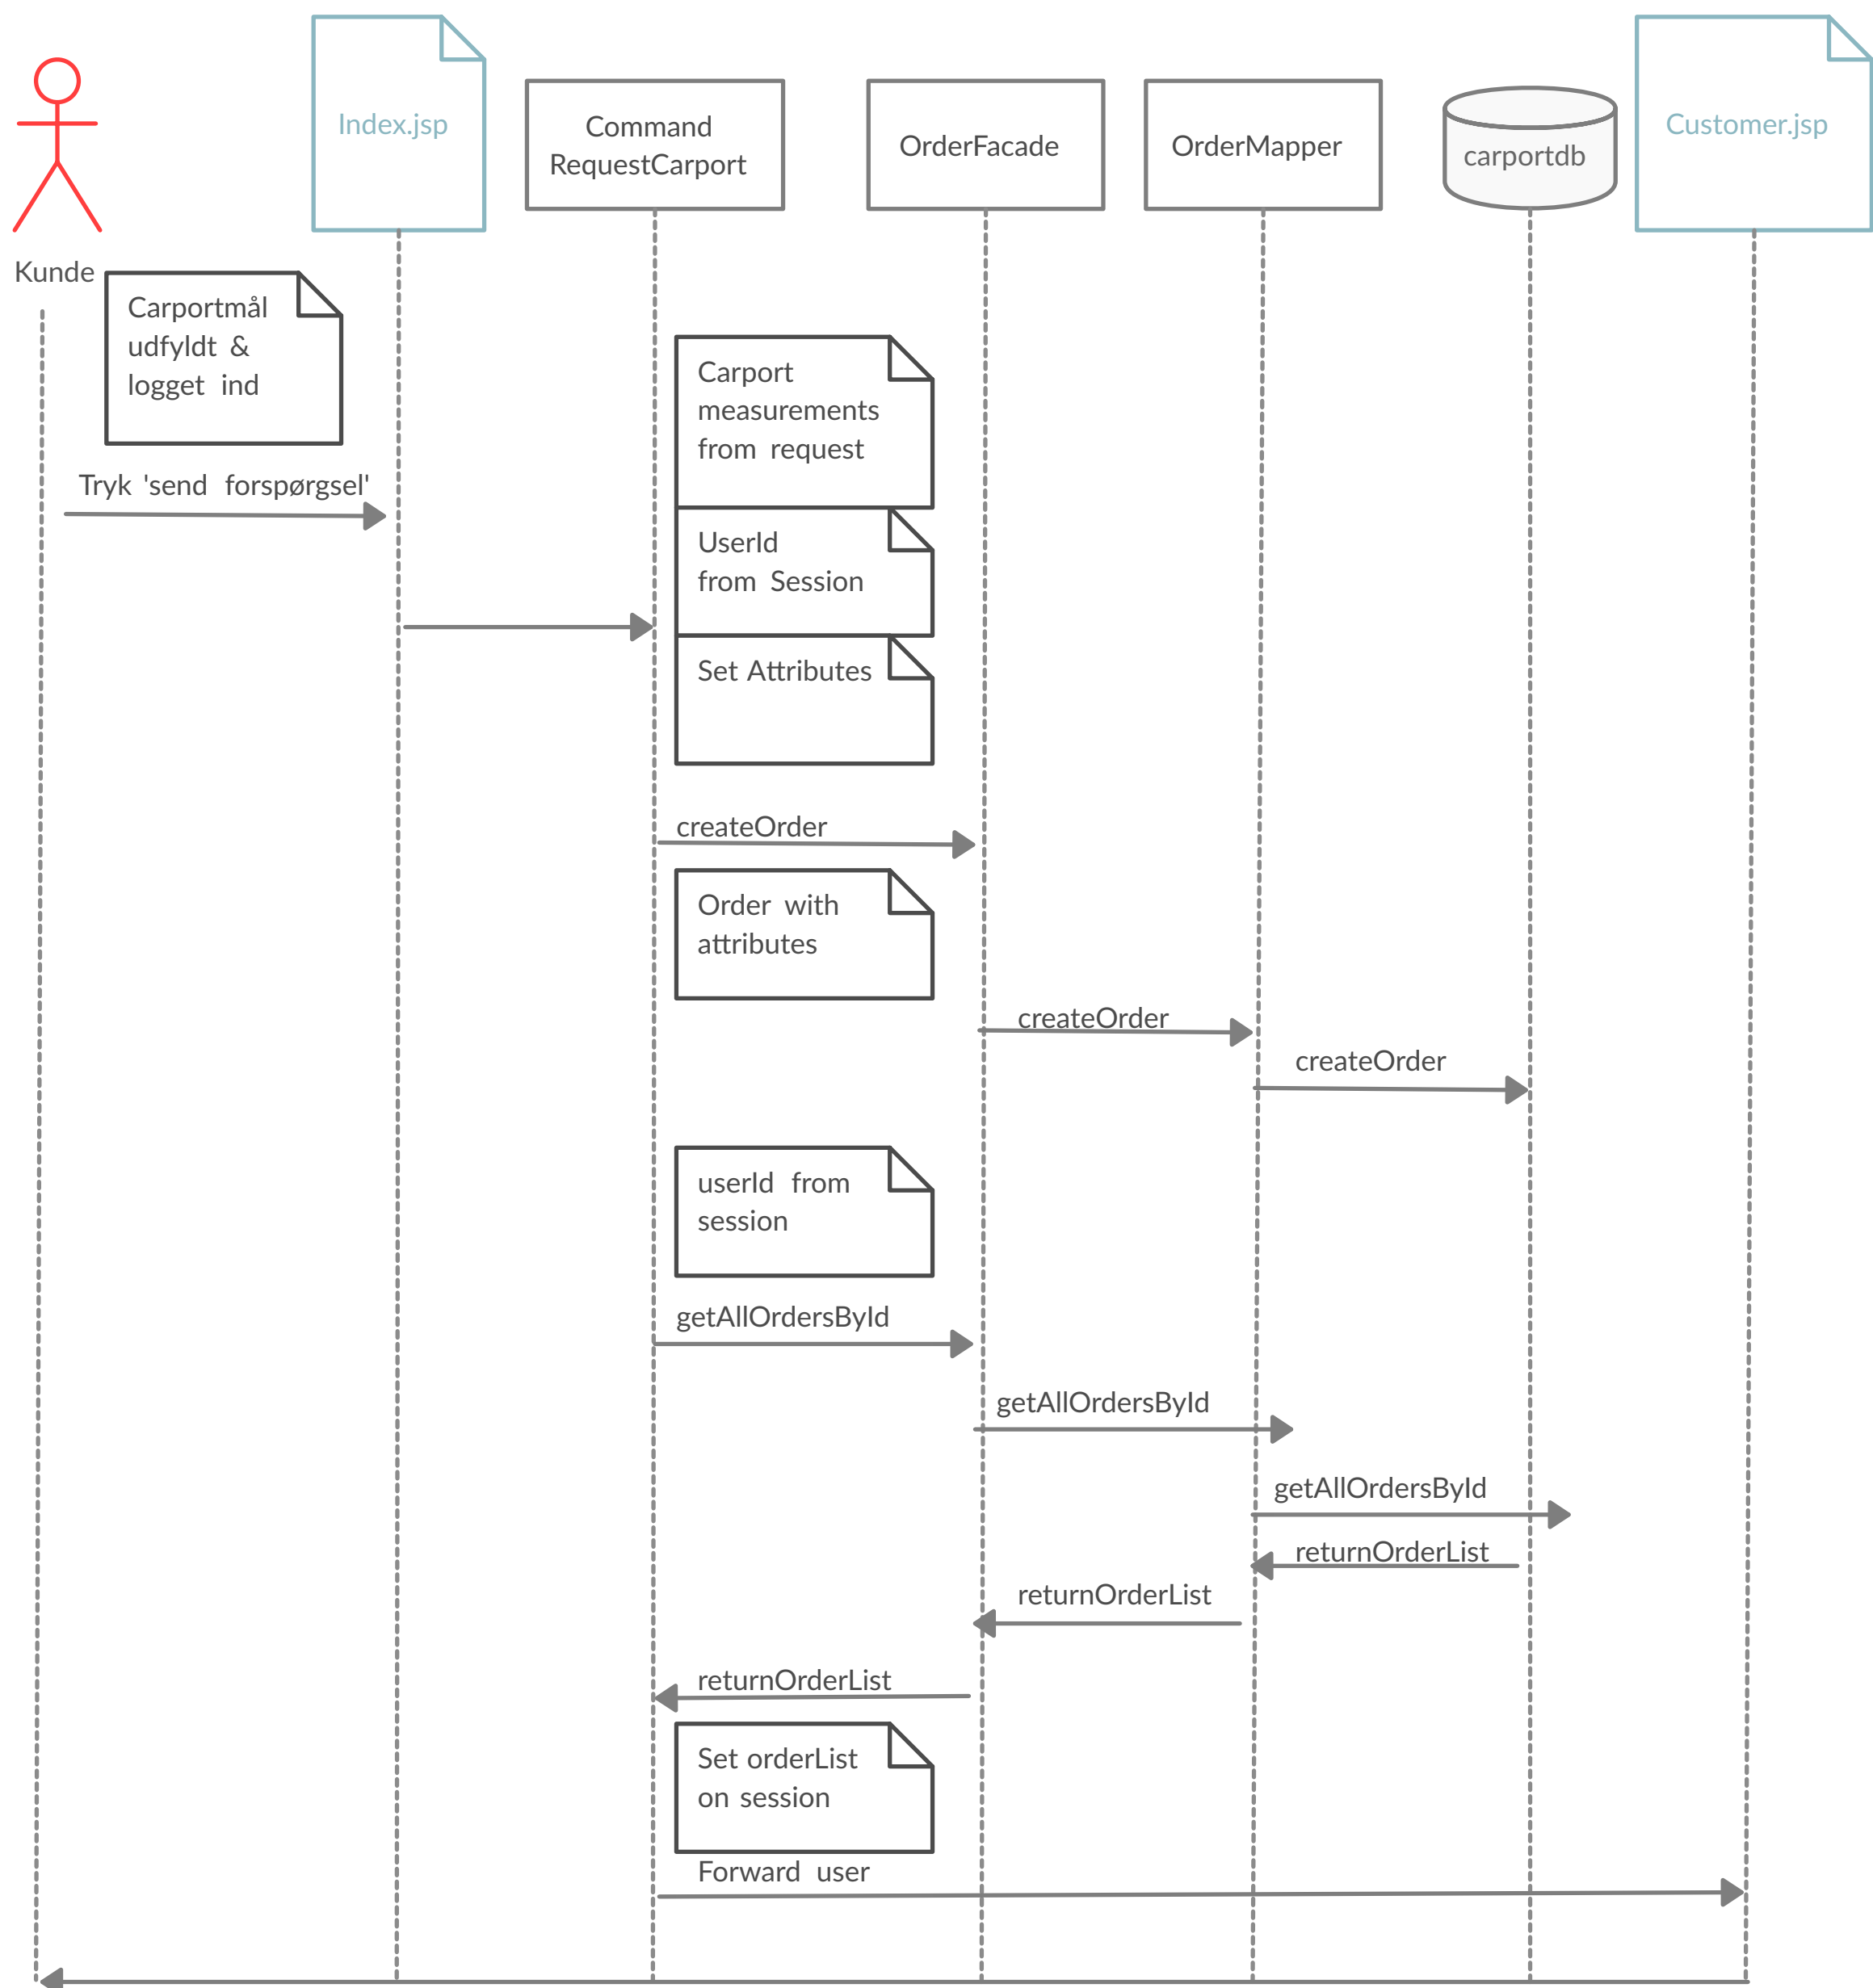 Index.jsp
Command
RequestCarport
OrderFacade
OrderMapper
carportdb
Customer.jsp
Kunde
Carportmål
udfyldt &
logget ind
Carport
measurements
from request
Tryk 'send forspørgsel'
UserId
from Session
Set Attributes
createOrder
Order with
attributes
createOrder
createOrder
userId from
session
getAllOrdersById
getAllOrdersById
getAllOrdersById
returnOrderList
returnOrderList
returnOrderList
Set orderList
on session
Forward user